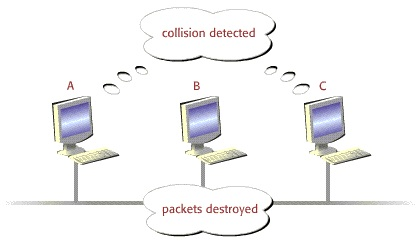 collision detected
A B C
packets destroyed